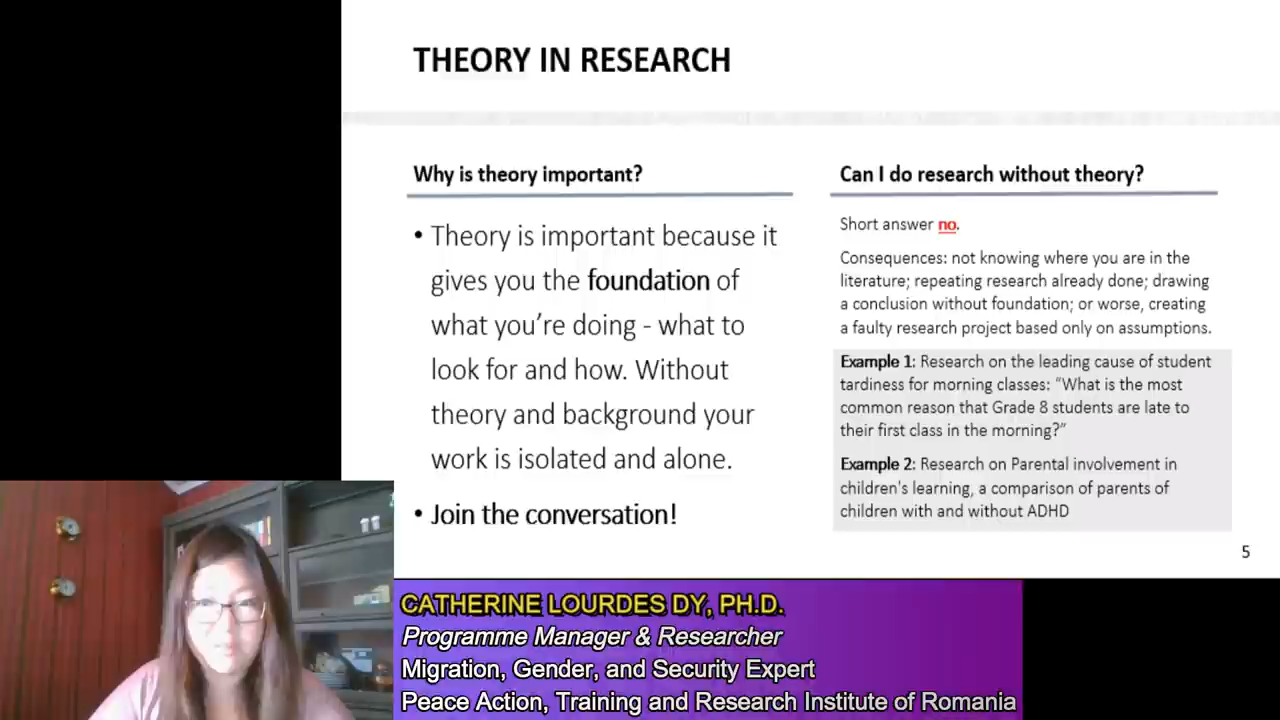 THEORY IN RESEARCH
Why is theory important?
• Theory is important because it
gives you the foundation of
what you're doing - what to
look for and how. Without
theory and background your
work is isolated and alone.
• Join the conversation!
Can I do research without theory?
Short answer no.
Consequences: not knowing where you are in the
literature; repeating research already done; drawing
a conclusion without foundation; or worse, creating
a faulty research project based only on assumptions.
Example 1: Research on the leading cause of student
tardiness for morning classes: "What is the most
common reason that Grade 8 students are late to
their first class in the morning?"
Example 2: Research on Parental involvement in
children's learning, a comparison of parents of
children with and without ADHD
5
CATHERINE LOURDES DY, PH.D.
Programme Manager & Researcher
Migration, Gender, and Security Expert
Peace Action, Training and Research Institute of Romania